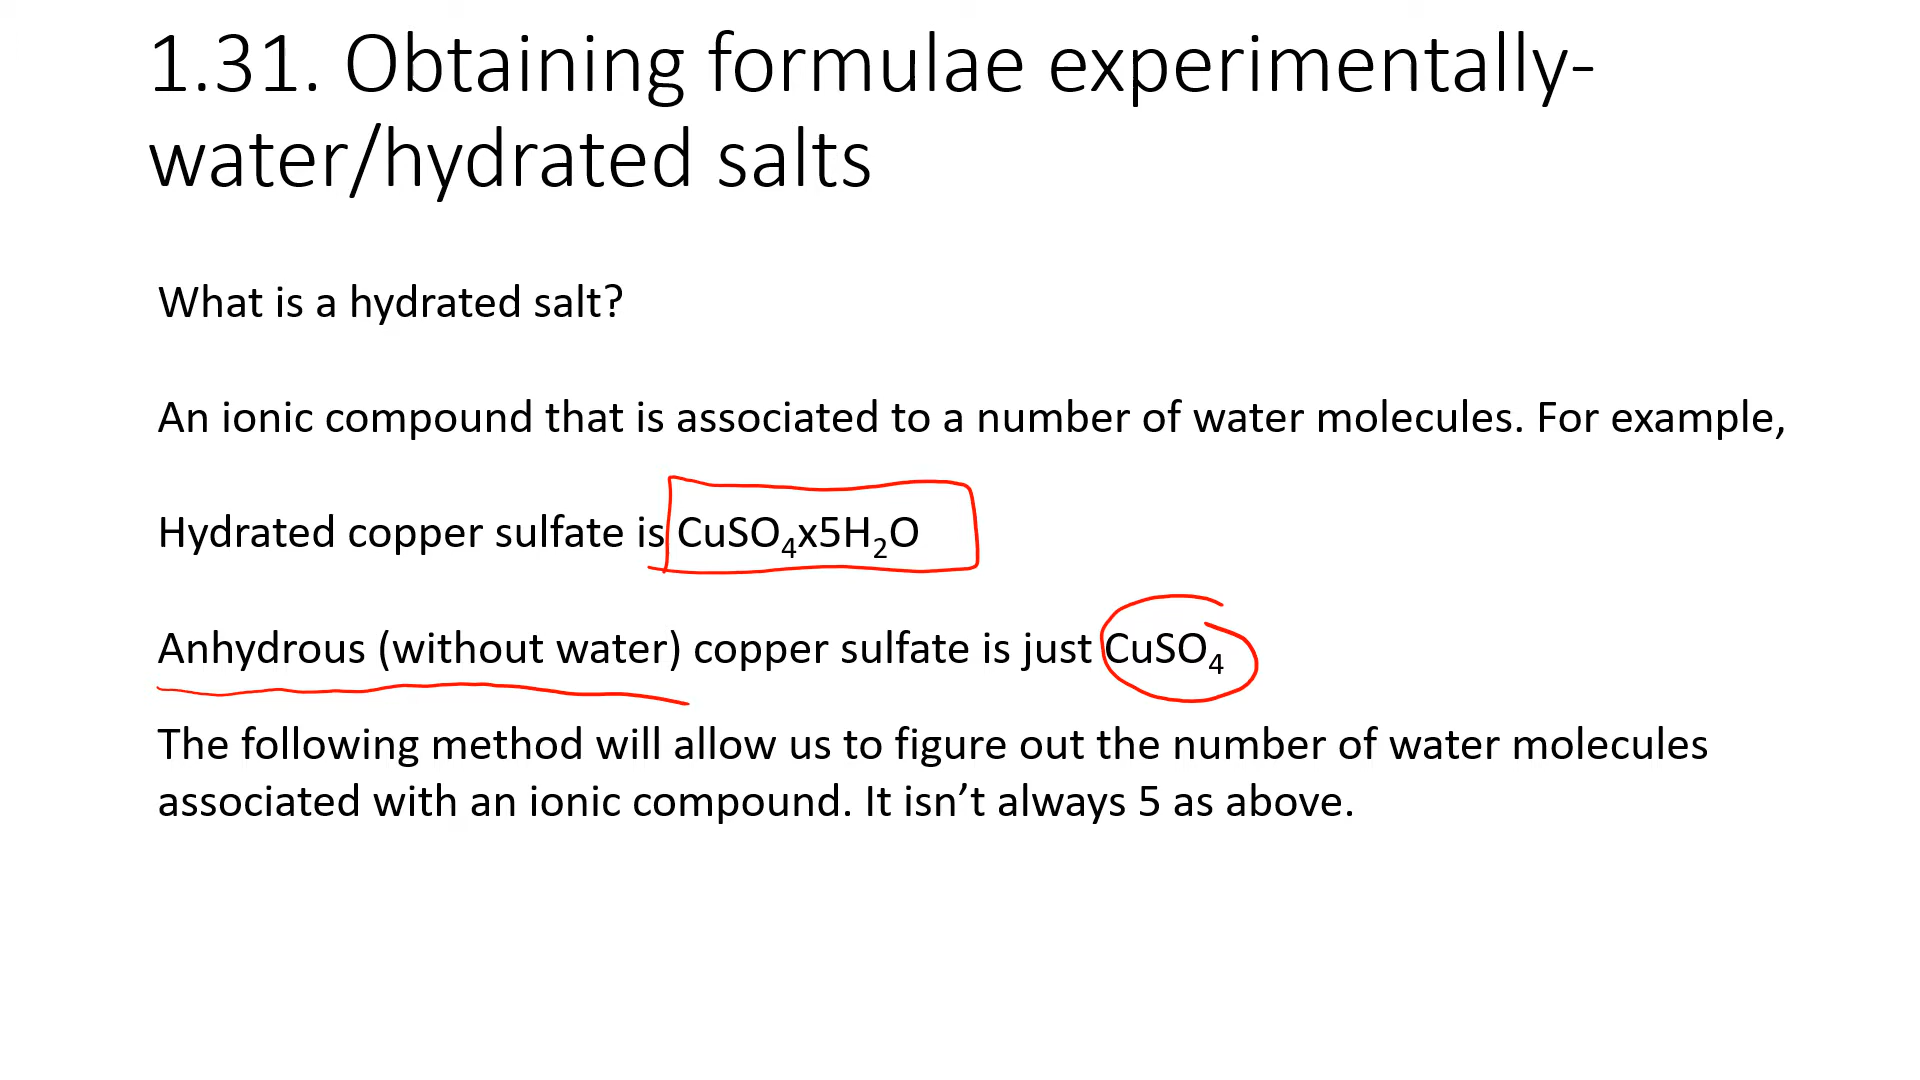 1.31. Obtaining formulae experimentally-
water/hydrated salts
What is a hydrated salt?
An ionic compound that is associated to a number of water molecules. For example,
Hydrated copper sulfate is CuSO₄x5H₂O
Anhydrous (without water) copper sulfate is just CuSO₄
The following method will allow us to figure out the number of water molecules
associated with an ionic compound. It isn’t always 5 as above.